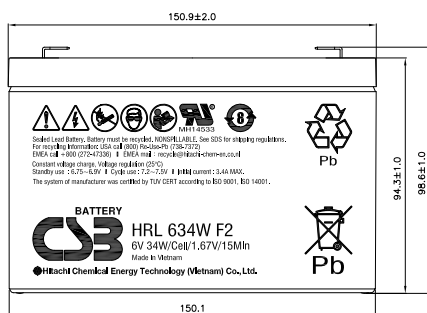 150.9±2.0
MH14533
Sealed Lead Battery. Battery must be recycled. NONSPILLABLE. See SDS for shipping regulations.
For recycling information: USA call (800) Re-Use-Pb (738-7372)
EMEA call +800 (272-47336) EMEA mail : recycle@hitachi-chem-en.co.nl
Constant voltage charge, Voltage regulation (25°C)
Standby use : 6.75~6.9V Cycle use : 7.2~7.5V Initial current : 3.4A MAX.
The system of manufacturer was certified by TUV CERT according to ISO 9001, ISO 14001.
Pb
94.3±1.0
98.6±1.0
BATTERY
CSB
HRL 634W F2
6V 34W/Cell/1.67V/15Min
Made in Vietnam
Hitachi Chemical Energy Technology (Vietnam) Co., Ltd.
Pb
150.1